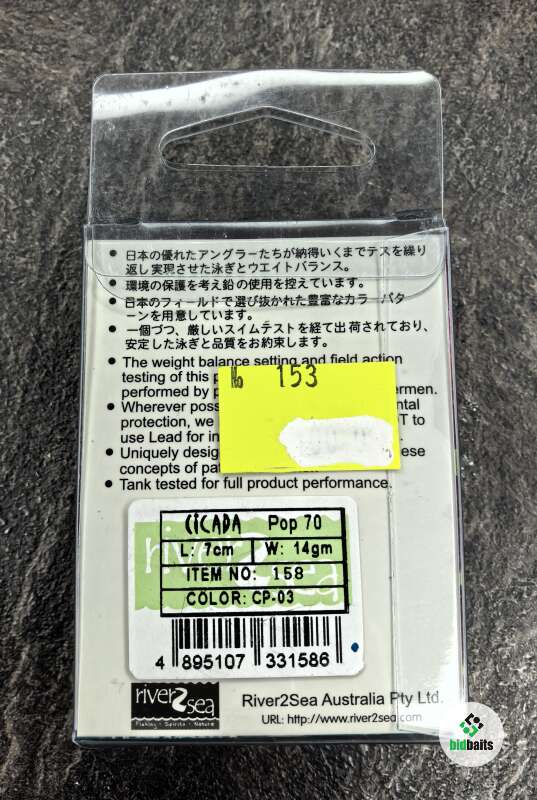 • 日本の優れたアングラーたちが納得いくまでテスを繰り
返し実現させた泳ぎとウエイトバランス。
• 環境の保護を考え鉛の使用を控えています。
• 日本のフィールドで選び抜かれた豊富なカラーパタ
ーンを用意しています。
• 一個づつ、厳しいスイムテストを経て出荷されており、
安定した泳ぎと品質をお約束します。
• The weight balance setting and field action
testing of this
performed by
ermen.
• Wherever
protection, we
to
use Lead for
• Uniquely
concepts of
• Tank tested for full product performance.
№ 153
river2sea
CICADA Pop 70
L: 7cm W: 14gm
ITEM NO: 158
COLOR: CP-03
4 895107 331586
river2sea
Fishing - Spirits - Nature
River2Sea Australia Pty Ltd.
URL: http://www.river2sea.com
bidbaits